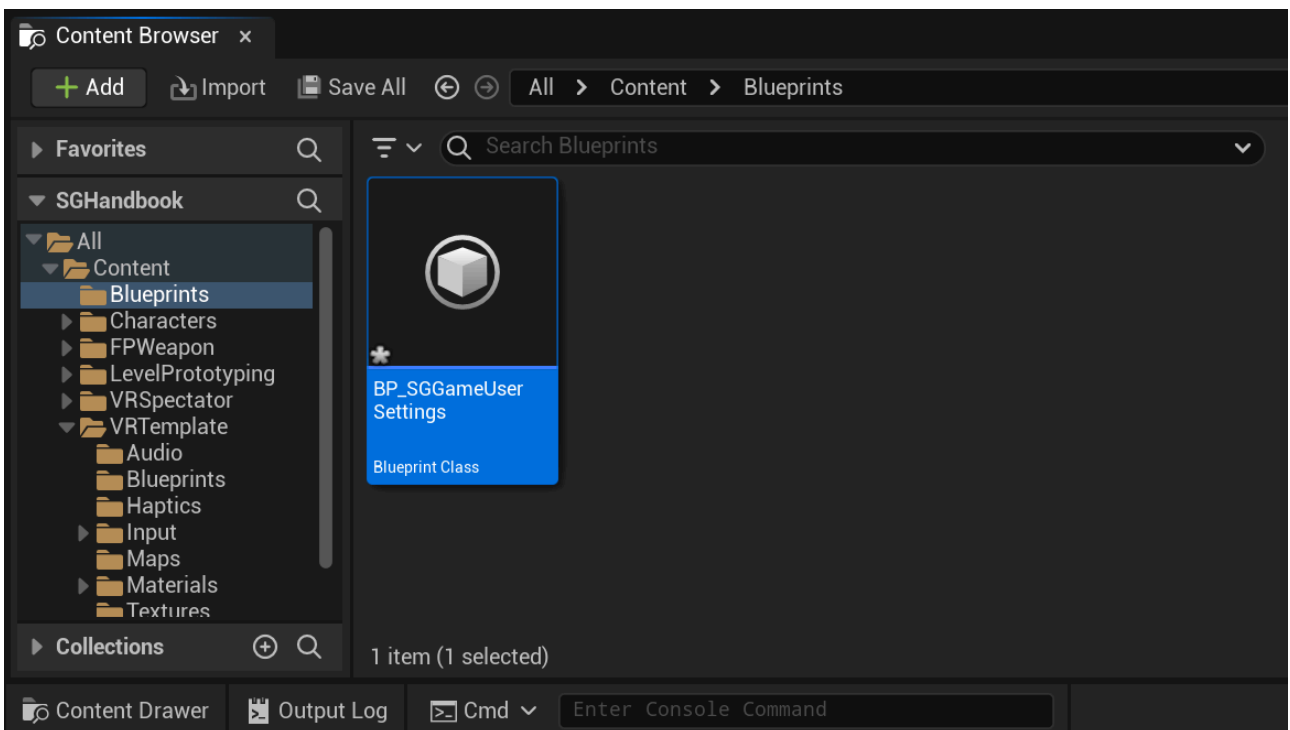 Content Browser
Add Import Save All All > Content > Blueprints
Favorites
Search Blueprints
SGHandbook
All
Content
Blueprints
Characters
FPWeapon
LevelPrototyping
VRSpectator
VRTemplate
Audio
Blueprints
Haptics
Input
Maps
Materials
Textures
BP_SGGameUser
Settings
Blueprint Class
Collections
1 item (1 selected)
Content Drawer Output Log Cmd Enter Console Command